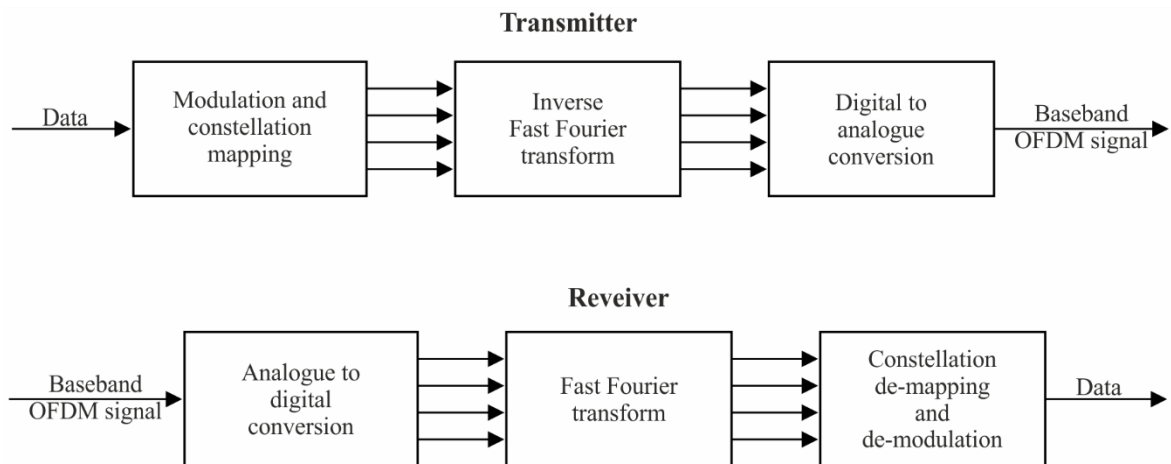 Transmitter
Data
Modulation and
constellation
mapping
Inverse
Fast Fourier
transform
Digital to
analogue
conversion
Baseband
OFDM signal
Reveiver
Baseband
OFDM signal
Analogue to
digital
conversion
Fast Fourier
transform
Constellation
de-mapping
and
de-modulation
Data